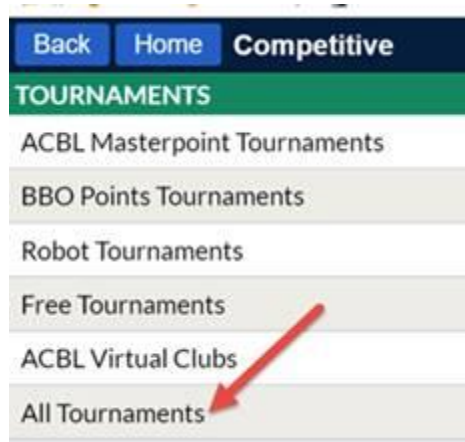 Back Home Competitive
TOURNAMENTS
ACBL Masterpoint Tournaments
BBO Points Tournaments
Robot Tournaments
Free Tournaments
ACBL Virtual Clubs
All Tournaments